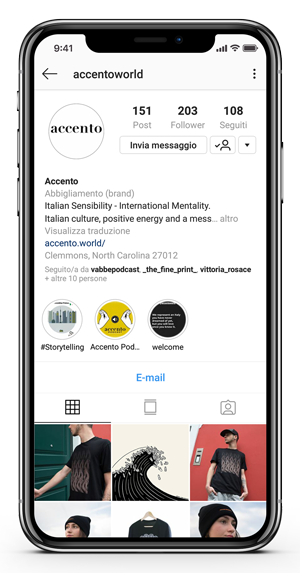 9:41
accentoworld
accento
151 203 108
Post Follower Seguiti
Invia messaggio
Accento
Abbigliamento (brand)
Italian Sensibility - International Mentality.
Italian culture, positive energy and a mess... altro
Visualizza traduzione
accento.world/
Clemmons, North Carolina 27012
Seguito/a da vabbepodcast, _the_fine_print_, vittoria_rosace
+ altre 10 persone
accento
#Storytelling Accento Pod... welcome
E-mail